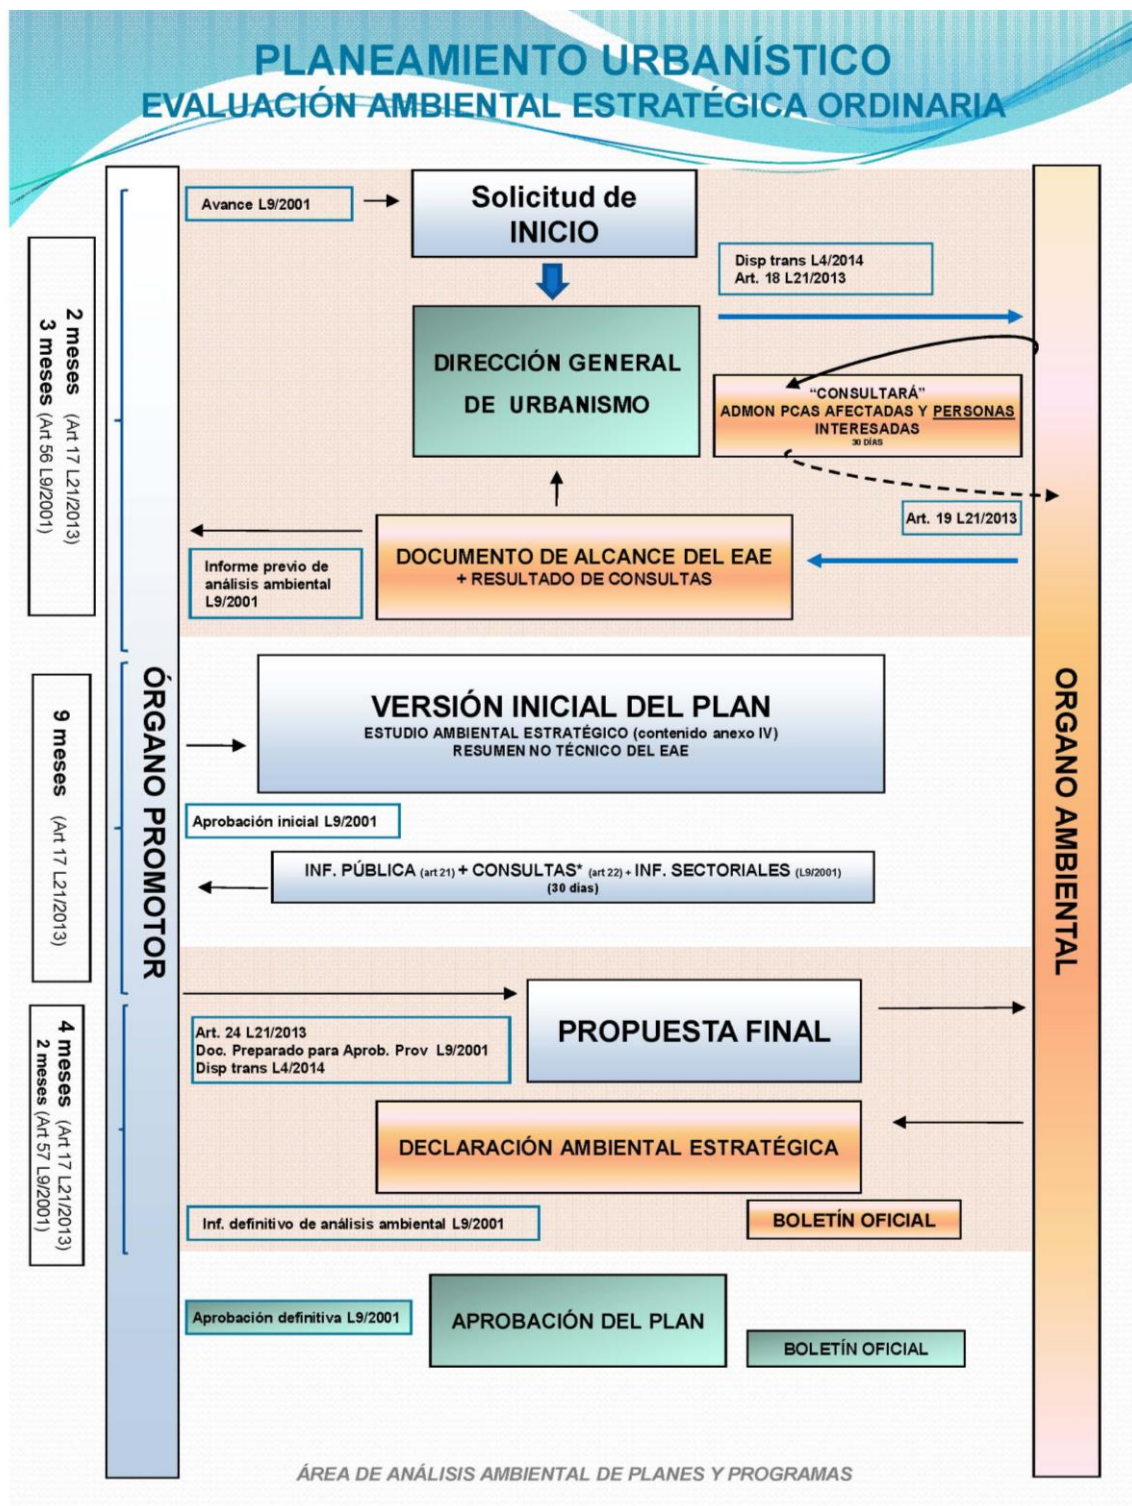 PLANEAMIENTO URBANÍSTICO
EVALUACIÓN AMBIENTAL ESTRATÉGICA ORDINARIA
Avance L9/2001
Solicitud de
INICIO
Disp trans L4/2014
Art. 18 L21/2013
DIRECCIÓN GENERAL
DE URBANISMO
“CONSULTARÁ”
ADMON PCAS AFECTADAS Y PERSONAS
INTERESADAS
30 DÍAS
2 meses (Art 17 L21/2013)
3 meses (Art 56 L9/2001)
Art. 19 L21/2013
DOCUMENTO DE ALCANCE DEL EAE
+ RESULTADO DE CONSULTAS
Informe previo de
análisis ambiental
L9/2001
ÓRGANO PROMOTOR
ORGANO AMBIENTAL
9 meses (Art 17 L21/2013)
VERSIÓN INICIAL DEL PLAN
ESTUDIO AMBIENTAL ESTRATÉGICO (contenido anexo IV)
RESUMEN NO TÉCNICO DEL EAE
Aprobación inicial L9/2001
INF. PÚBLICA (art 21) + CONSULTAS* (art 22) + INF. SECTORIALES (L9/2001)
(30 días)
4 meses (Art 17 L21/2013)
2 meses (Art 57 L9/2001)
PROPUESTA FINAL
Art. 24 L21/2013
Doc. Preparado para Aprob. Prov L9/2001
Disp trans L4/2014
DECLARACIÓN AMBIENTAL ESTRATÉGICA
Inf. definitivo de análisis ambiental L9/2001
BOLETÍN OFICIAL
Aprobación definitiva L9/2001
APROBACIÓN DEL PLAN
BOLETÍN OFICIAL
ÁREA DE ANÁLISIS AMBIENTAL DE PLANES Y PROGRAMAS